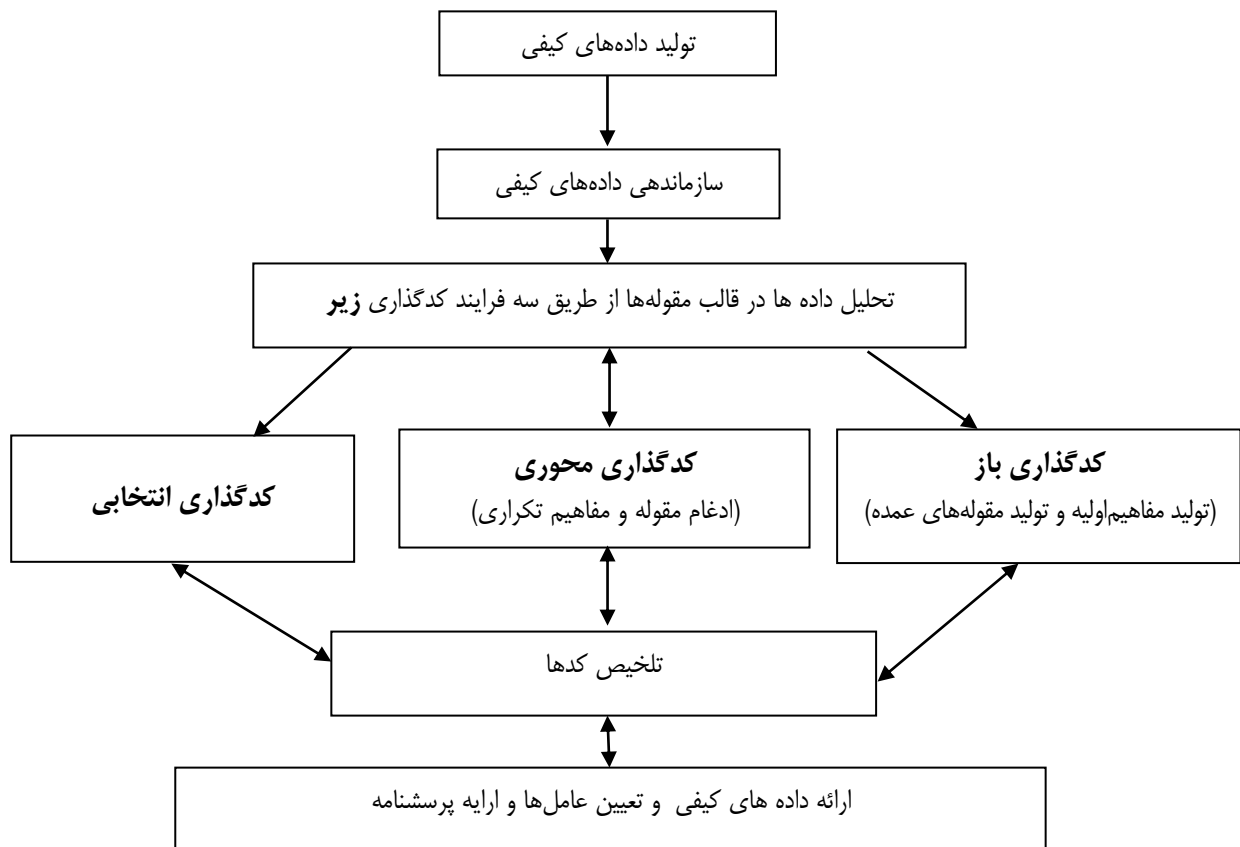 تولید داده‌های کیفی
سازماندهی داده‌های کیفی
تحلیل داده ها در قالب مقوله‌ها از طریق سه فرایند کدگذاری زیر
کدگذاری باز
(تولید مفاهیم‌اولیه و تولید مقوله‌های عمده)
کدگذاری محوری
(ادغام مقوله و مفاهیم تکراری)
کدگذاری انتخابی
تلخیص کدها
ارائه داده های کیفی و تعیین عامل‌ها و ارایه پرسشنامه